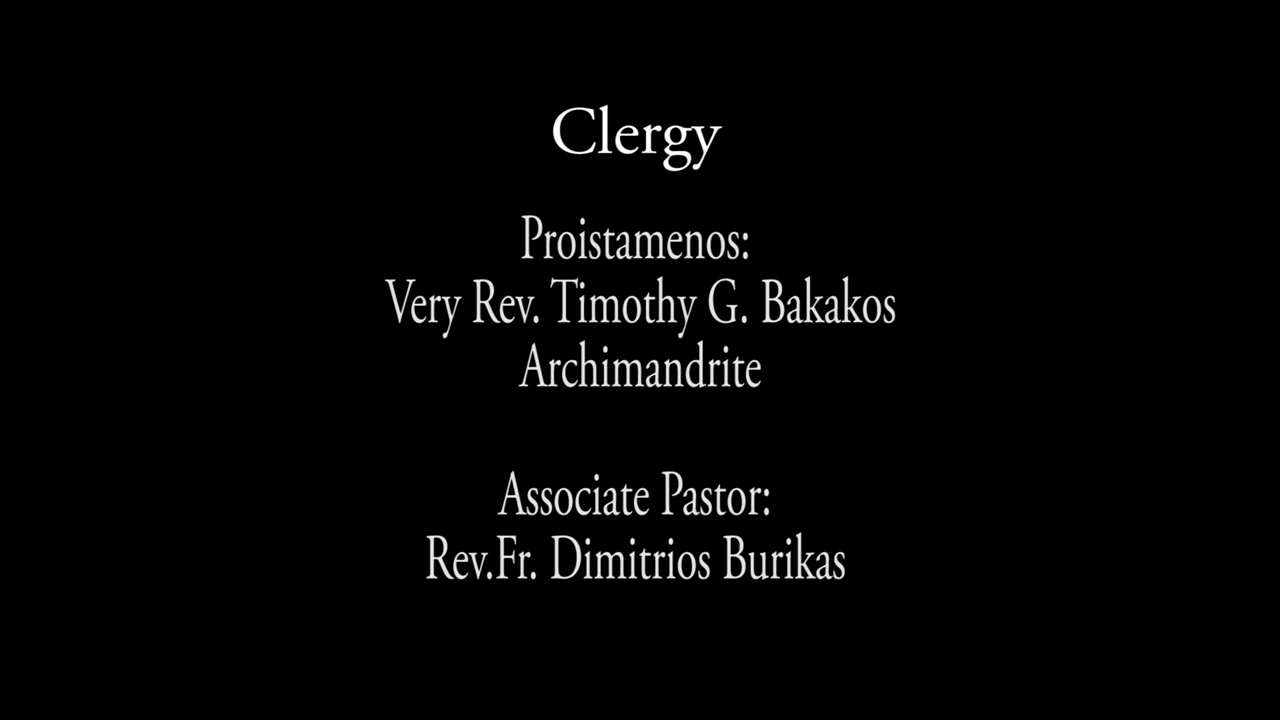 Clergy
Proistamenos:
Very Rev. Timothy G. Bakakos
Archimandrite
Associate Pastor:
Rev.Fr. Dimitrios Burikas